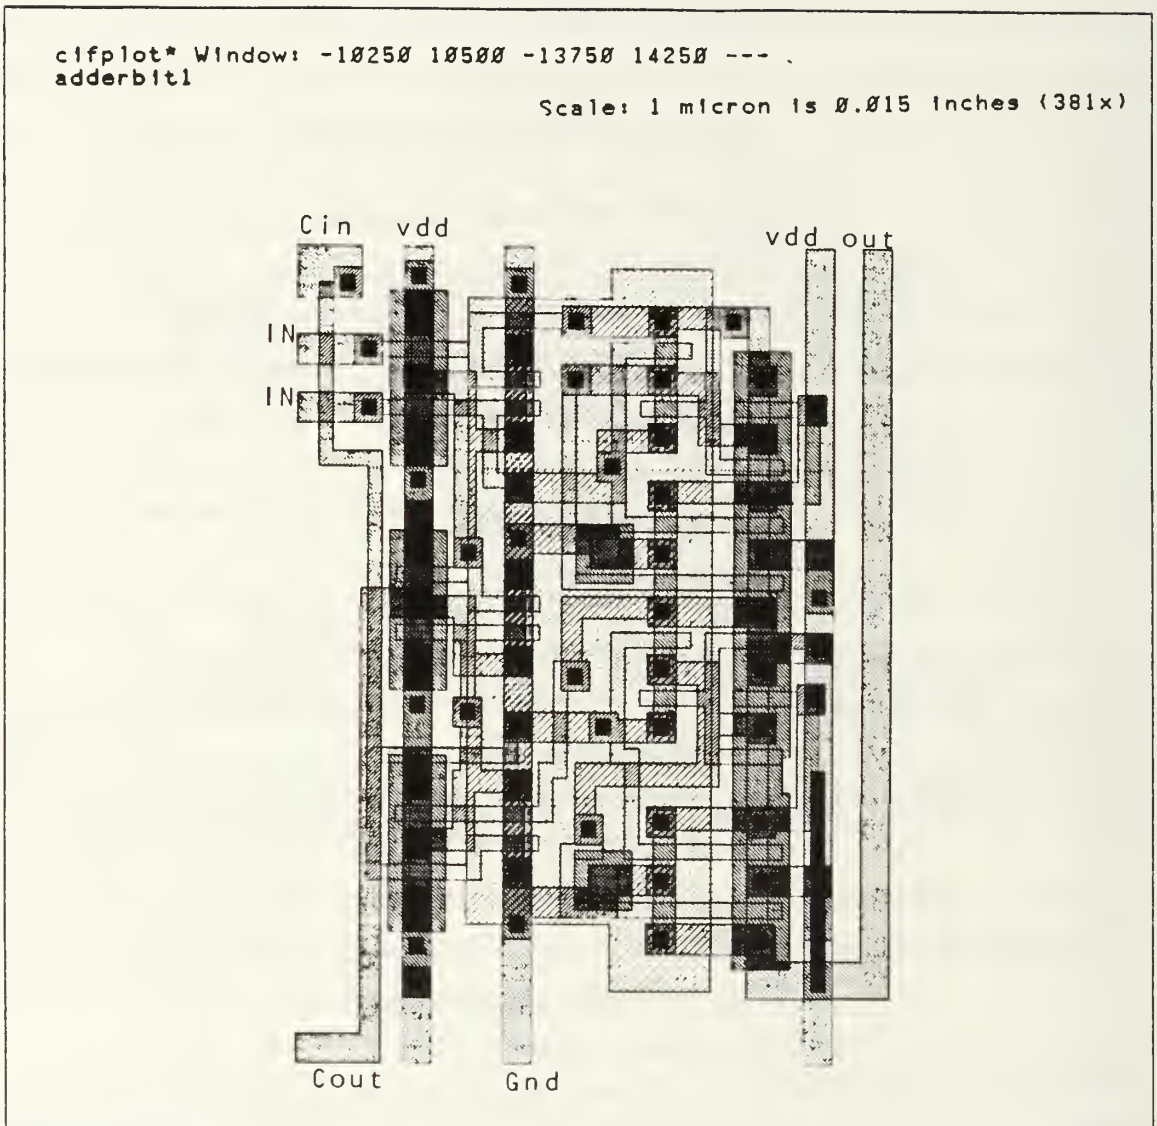 cifplot* Window: -10250 10500 -13750 14250 --- .
adderbit1
Scale: 1 micron is 0.015 inches (381x)
Cin vdd
vdd out
IN
IN
Cout Gnd